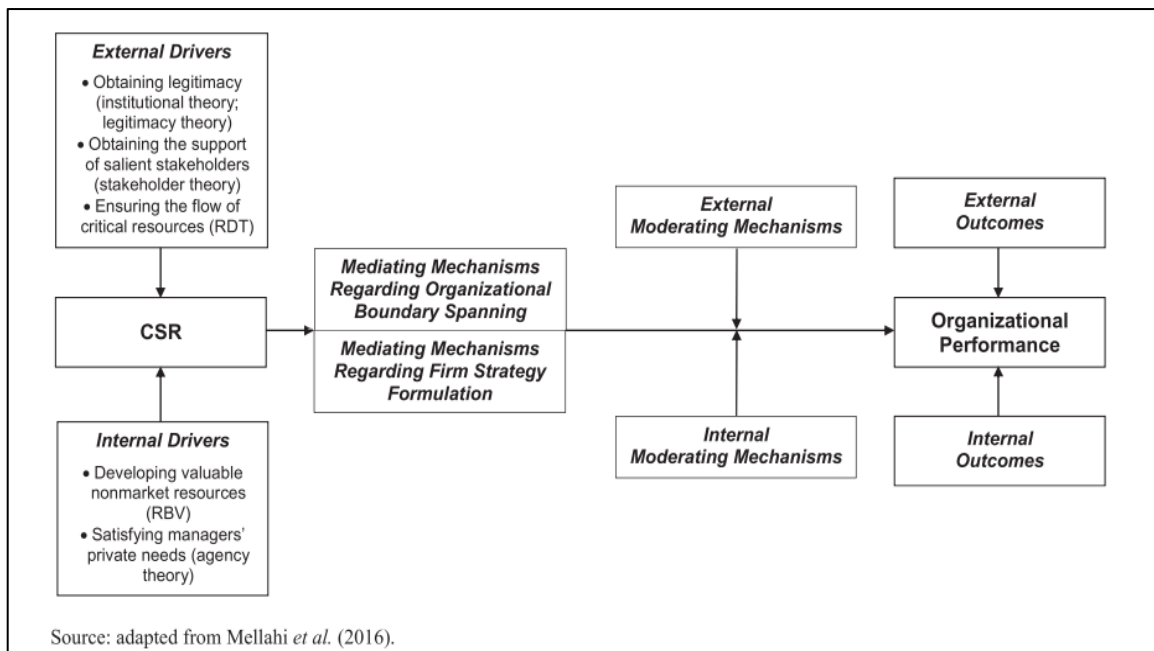 External Drivers
• Obtaining legitimacy
(institutional theory;
legitimacy theory)
• Obtaining the support
of salient stakeholders
(stakeholder theory)
• Ensuring the flow of
critical resources (RDT)
CSR
Internal Drivers
• Developing valuable
nonmarket resources
(RBV)
• Satisfying managers'
private needs (agency
theory)
Mediating Mechanisms
Regarding Organizational
Boundary Spanning
Mediating Mechanisms
Regarding Firm Strategy
Formulation
External
Moderating Mechanisms
Internal
Moderating Mechanisms
External
Outcomes
Organizational
Performance
Internal
Outcomes
Source: adapted from Mellahi et al. (2016).